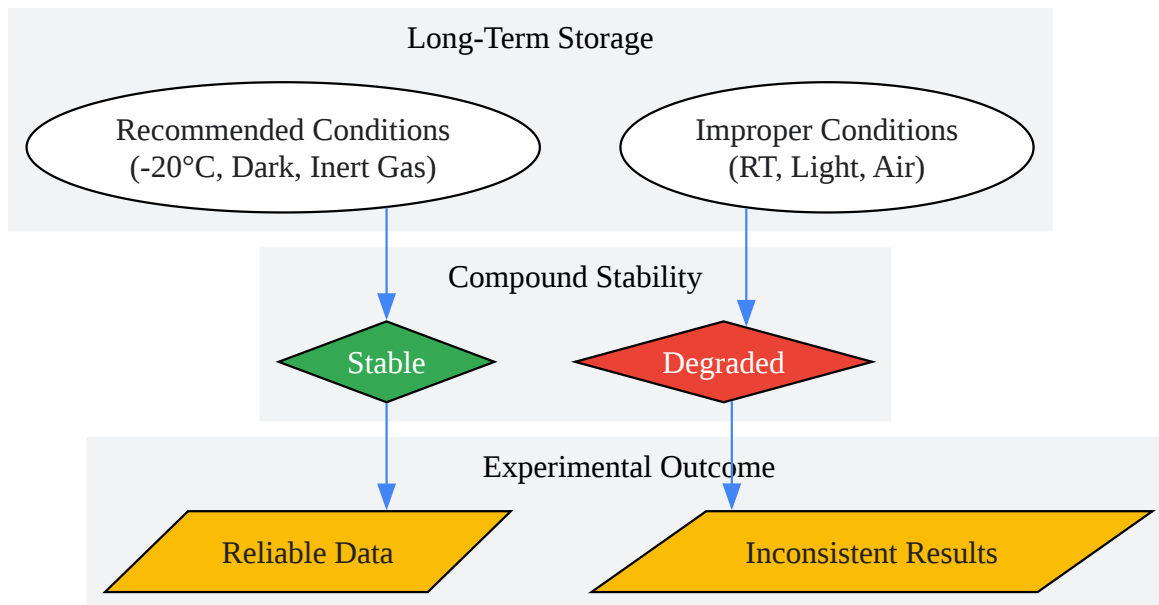 Long-Term Storage
Recommended Conditions
(-20°C, Dark, Inert Gas)
Improper Conditions
(RT, Light, Air)
Compound Stability
Stable
Degraded
Experimental Outcome
Reliable Data
Inconsistent Results